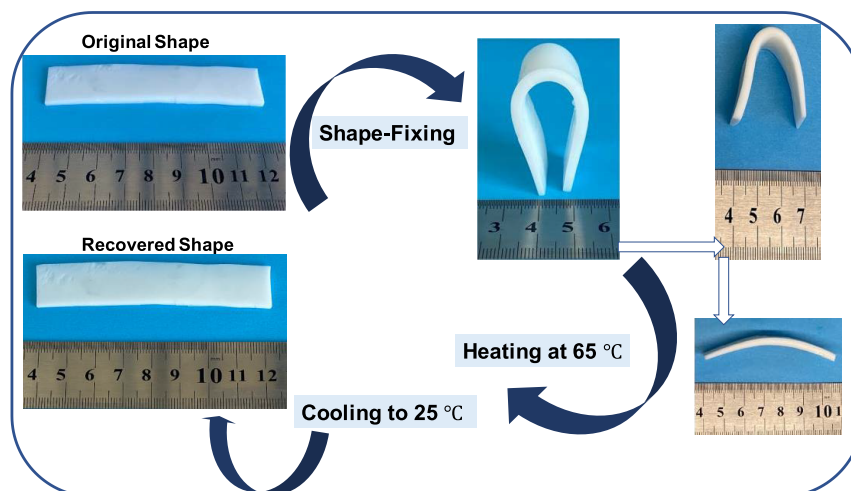 Original Shape
4 5 6 7 8 9 10 11 12
Shape-Fixing
3 4 5 6
4 5 6 7
Recovered Shape
4 5 6 7 8 9 10 11 12
Heating at 65 ℃
4 5 6 7 8 9 10 1
Cooling to 25 ℃